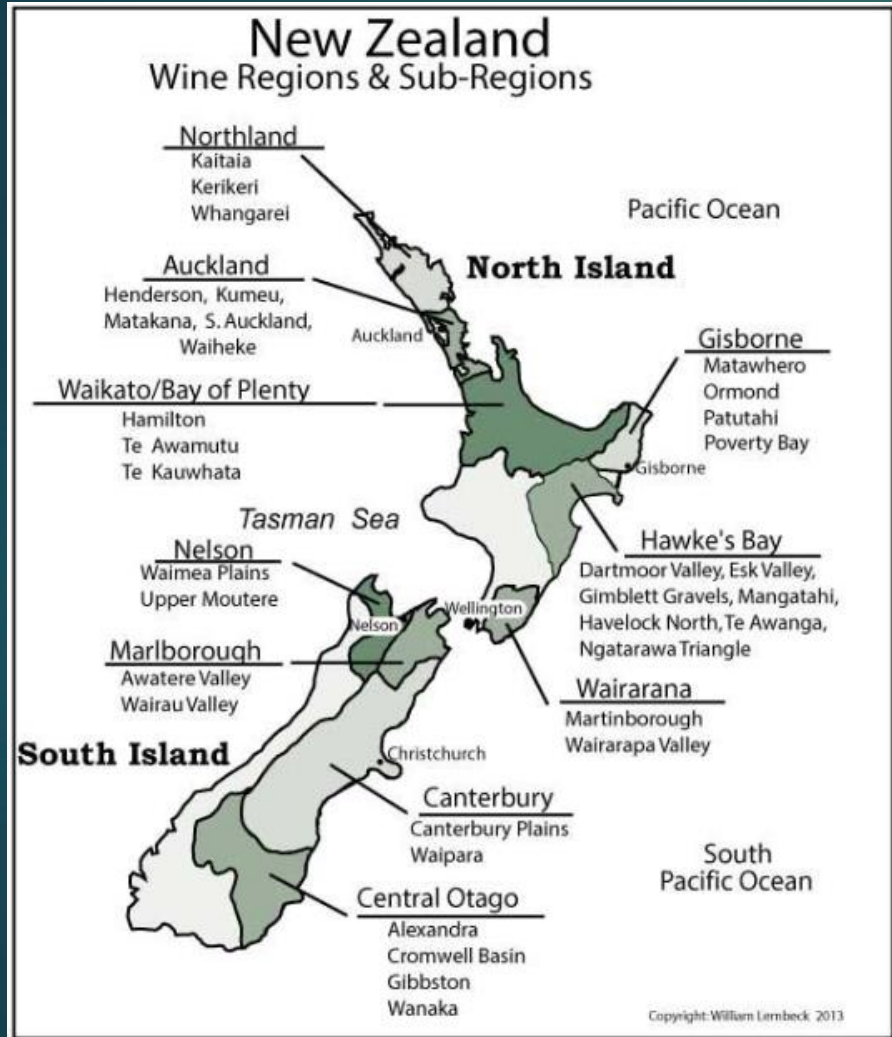 New Zealand
Wine Regions & Sub-Regions
Northland
Kaitaia
Kerikeri
Whangarei
Pacific Ocean
North Island
Auckland
Henderson, Kumeu,
Matakana, S. Auckland,
Waiheke
Auckland
Gisborne
Matawhero
Ormond
Patutahi
Poverty Bay
Gisborne
Waikato/Bay of Plenty
Hamilton
Te Awamutu
Te Kauwhata
Tasman Sea
Hawke's Bay
Dartmoor Valley, Esk Valley,
Gimblett Gravels, Mangatahi,
Havelock North, Te Awanga,
Ngatarawa Triangle
Nelson
Waimea Plains
Upper Moutere
Nelson
Wellington
Marlborough
Awatere Valley
Wairau Valley
Wairarana
Martinborough
Wairarapa Valley
South Island
Christchurch
Canterbury
Canterbury Plains
Waipara
South
Pacific Ocean
Central Otago
Alexandra
Cromwell Basin
Gibbston
Wanaka
Copyright: William Lembeck 2013